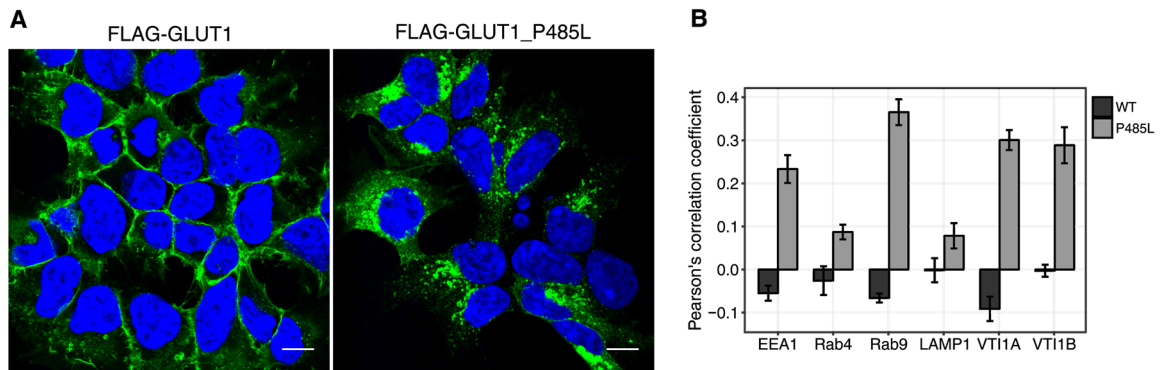 A
FLAG-GLUT1
FLAG-GLUT1_P485L
B
Pearson's correlation coefficient
0.4
0.3
0.2
0.1
0.0
−0.1
EEA1 Rab4 Rab9 LAMP1 VTI1A VTI1B
WT
P485L